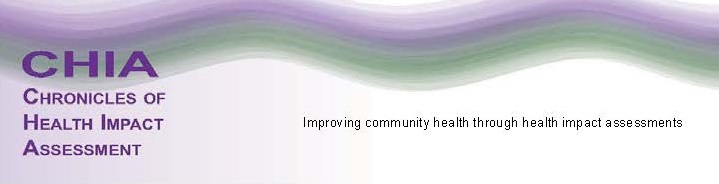 CHIA
CHRONICLES OF
HEALTH IMPACT
ASSESSMENT
Improving community health through health impact assessments